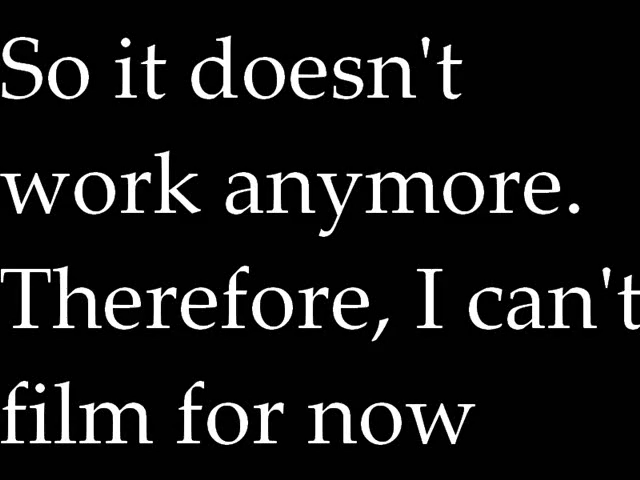 So it doesn't
work anymore.
Therefore, I can't
film for now